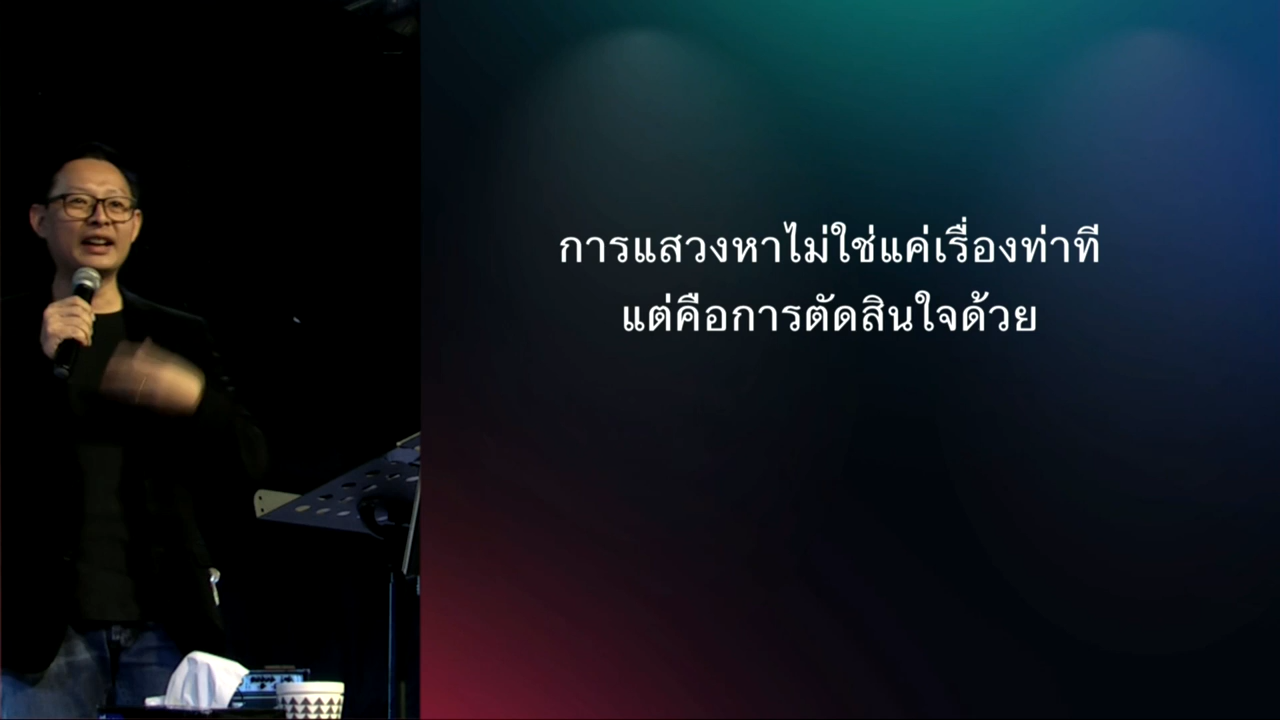 การแสวงหาไม่ใช่แค่เรื่องท่าที
แต่คือการตัดสินใจด้วย